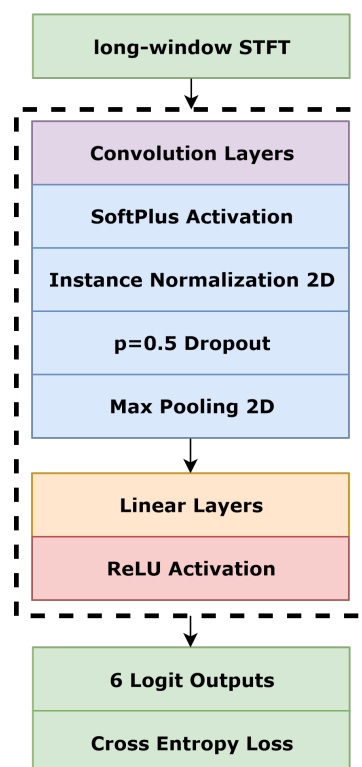 long-window STFT
Convolution Layers
SoftPlus Activation
Instance Normalization 2D
p=0.5 Dropout
Max Pooling 2D
Linear Layers
ReLU Activation
6 Logit Outputs
Cross Entropy Loss